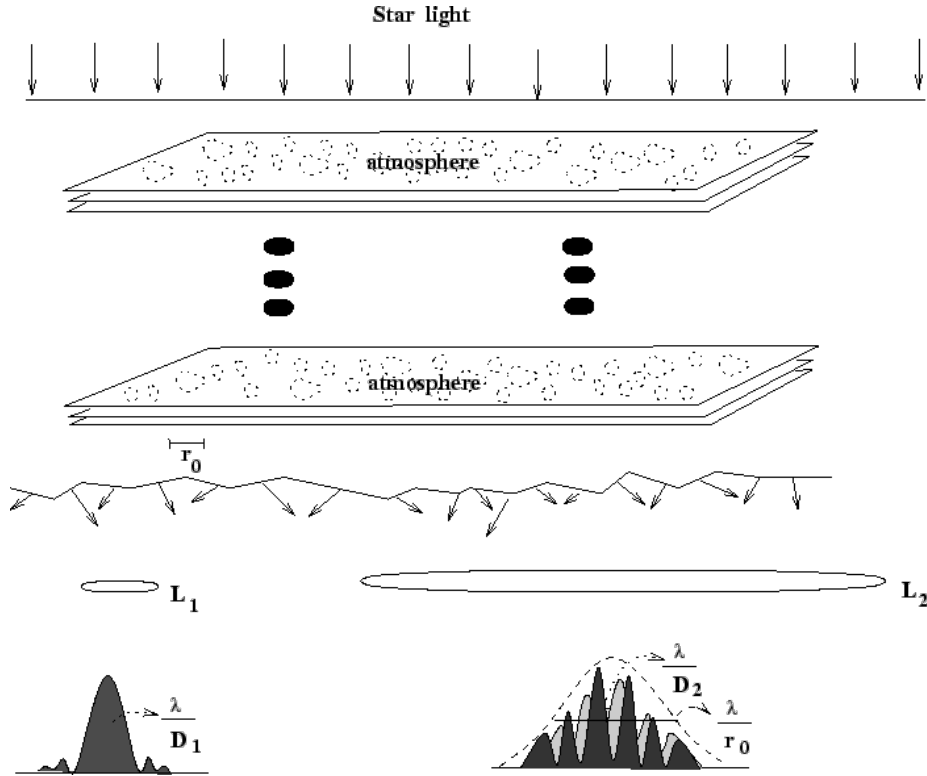 Star light
atmosphere
atmosphere
r0
L1
L2
λ
D1
λ
D2
λ
r0